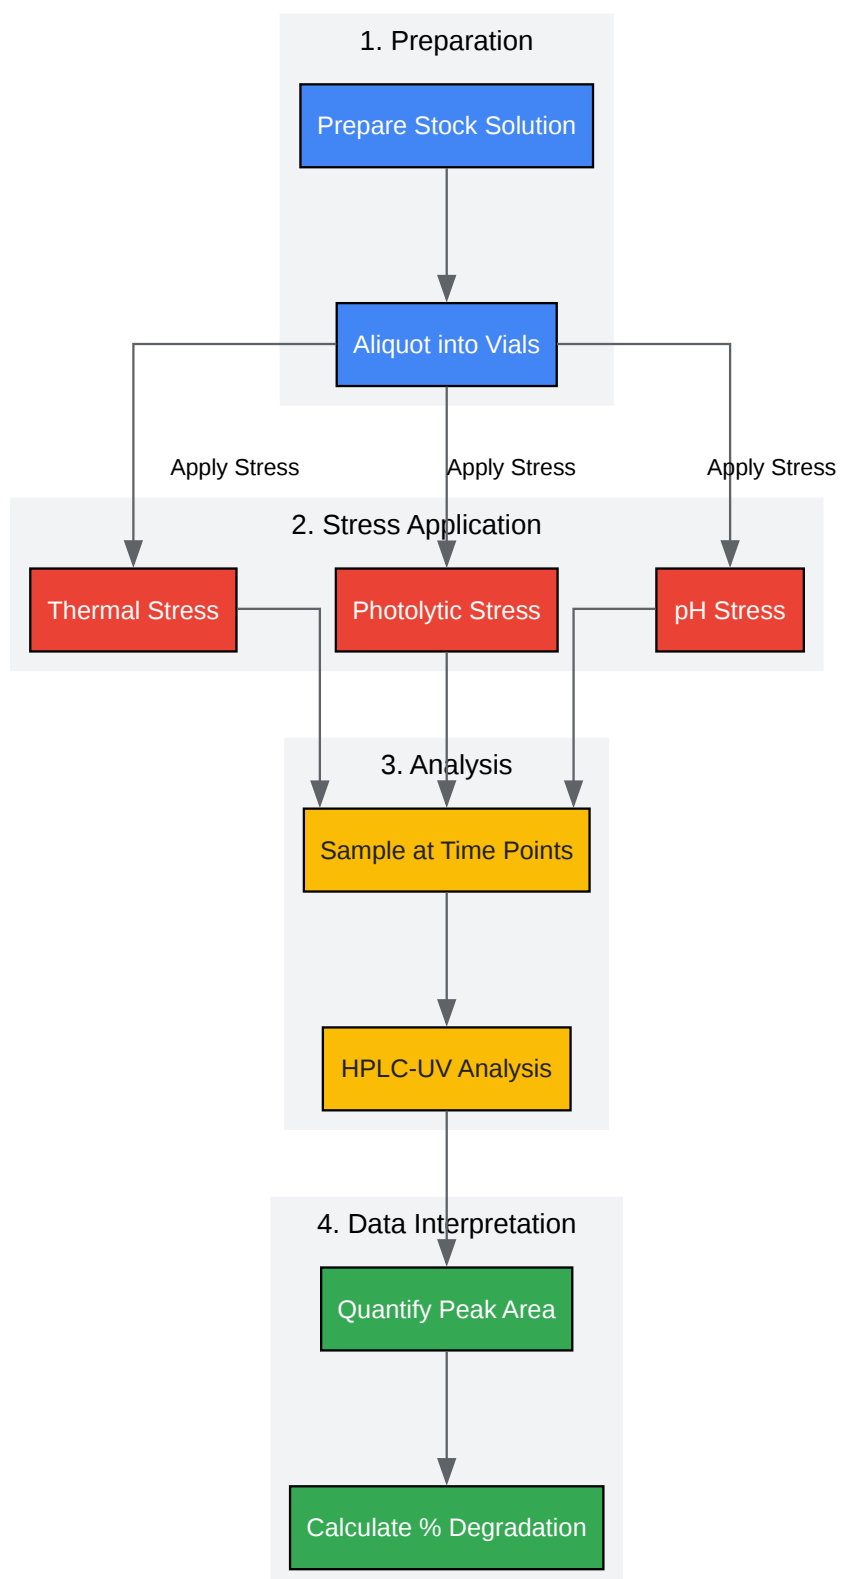 1. Preparation
Prepare Stock Solution
Aliquot into Vials
Apply Stress
Apply Stress
Apply Stress
2. Stress Application
Thermal Stress
Photolytic Stress
pH Stress
3. Analysis
Sample at Time Points
HPLC-UV Analysis
4. Data Interpretation
Quantify Peak Area
Calculate % Degradation